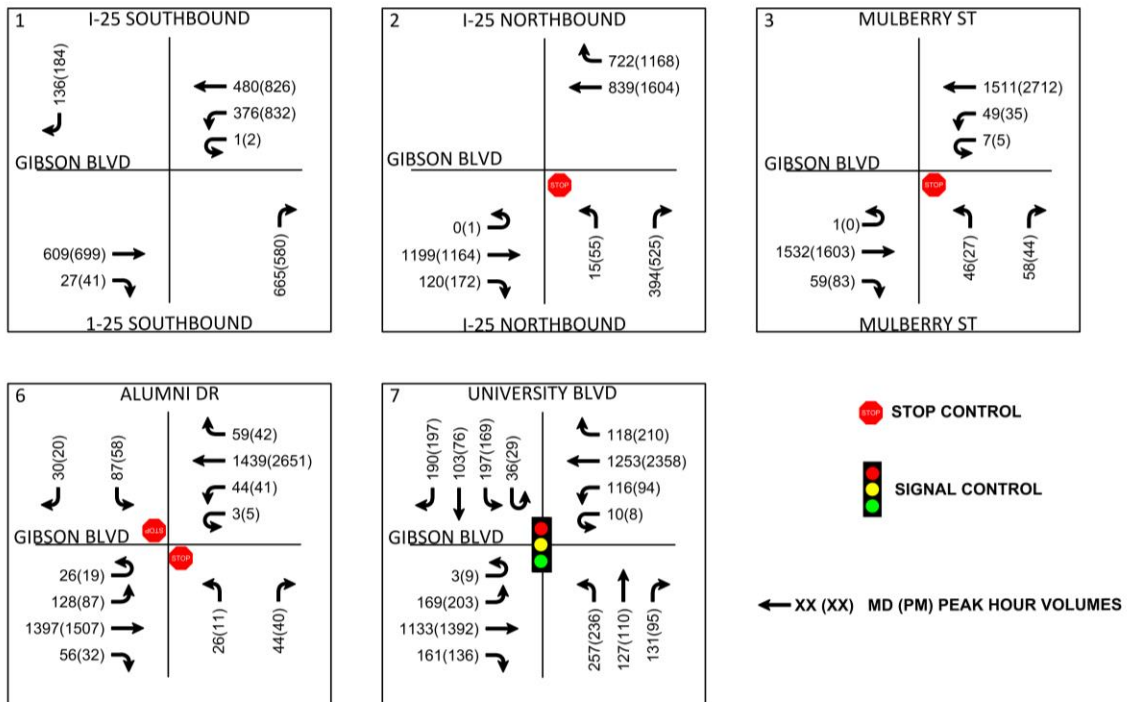 1
I-25 SOUTHBOUND
136(184)
480(826)
376(832)
1(2)
GIBSON BLVD
609(699)
27(41)
665(580)
1-25 SOUTHBOUND
2
I-25 NORTHBOUND
722(1168)
839(1604)
GIBSON BLVD
STOP
0(1)
1199(1164)
120(172)
15(55)
394(525)
I-25 NORTHBOUND
3
MULBERRY ST
1511(2712)
49(35)
7(5)
GIBSON BLVD
STOP
1(0)
1532(1603)
59(83)
46(27)
58(44)
MULBERRY ST
6
ALUMNI DR
30(20)
87(58)
59(42)
1439(2651)
44(41)
3(5)
GIBSON BLVD
STOP
STOP
26(19)
128(87)
1397(1507)
56(32)
26(11)
44(40)
7
UNIVERSITY BLVD
190(197)
103(76)
197(169)
36(29)
118(210)
1253(2358)
116(94)
10(8)
GIBSON BLVD
3(9)
169(203)
1133(1392)
161(136)
257(236)
127(110)
131(95)
STOP STOP CONTROL
SIGNAL CONTROL
XX (XX) MD (PM) PEAK HOUR VOLUMES